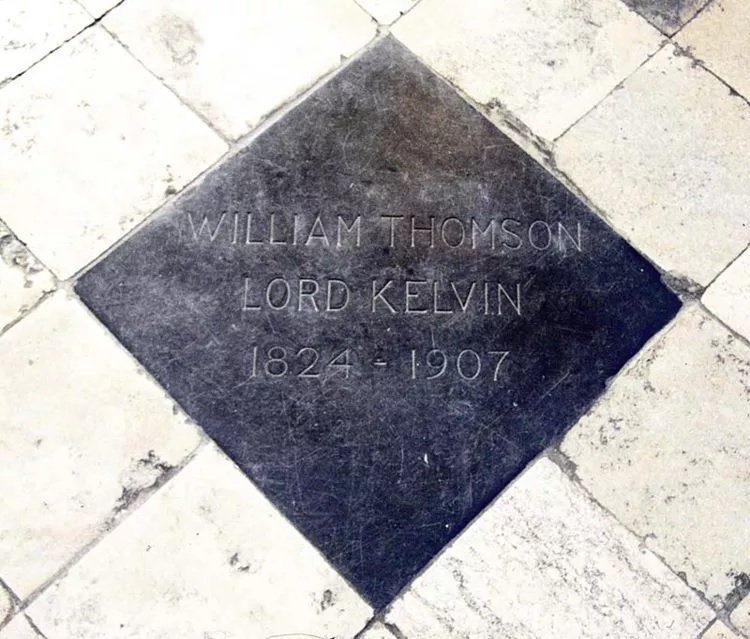 WILLIAM THOMSON
LORD KELVIN
1824 - 1907